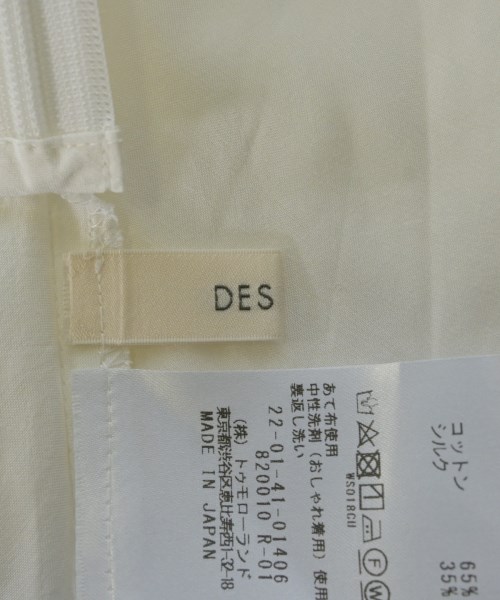 DES
コットン 65%
シルク 35%
WS018CU
あて布使用
中性洗剤(おしゃれ着用)使用
裏返し洗い
22-01-41-01406
820010 R-01
(株)トゥモローランド
東京都渋谷区恵比寿西1-32-18
MADE IN JAPAN